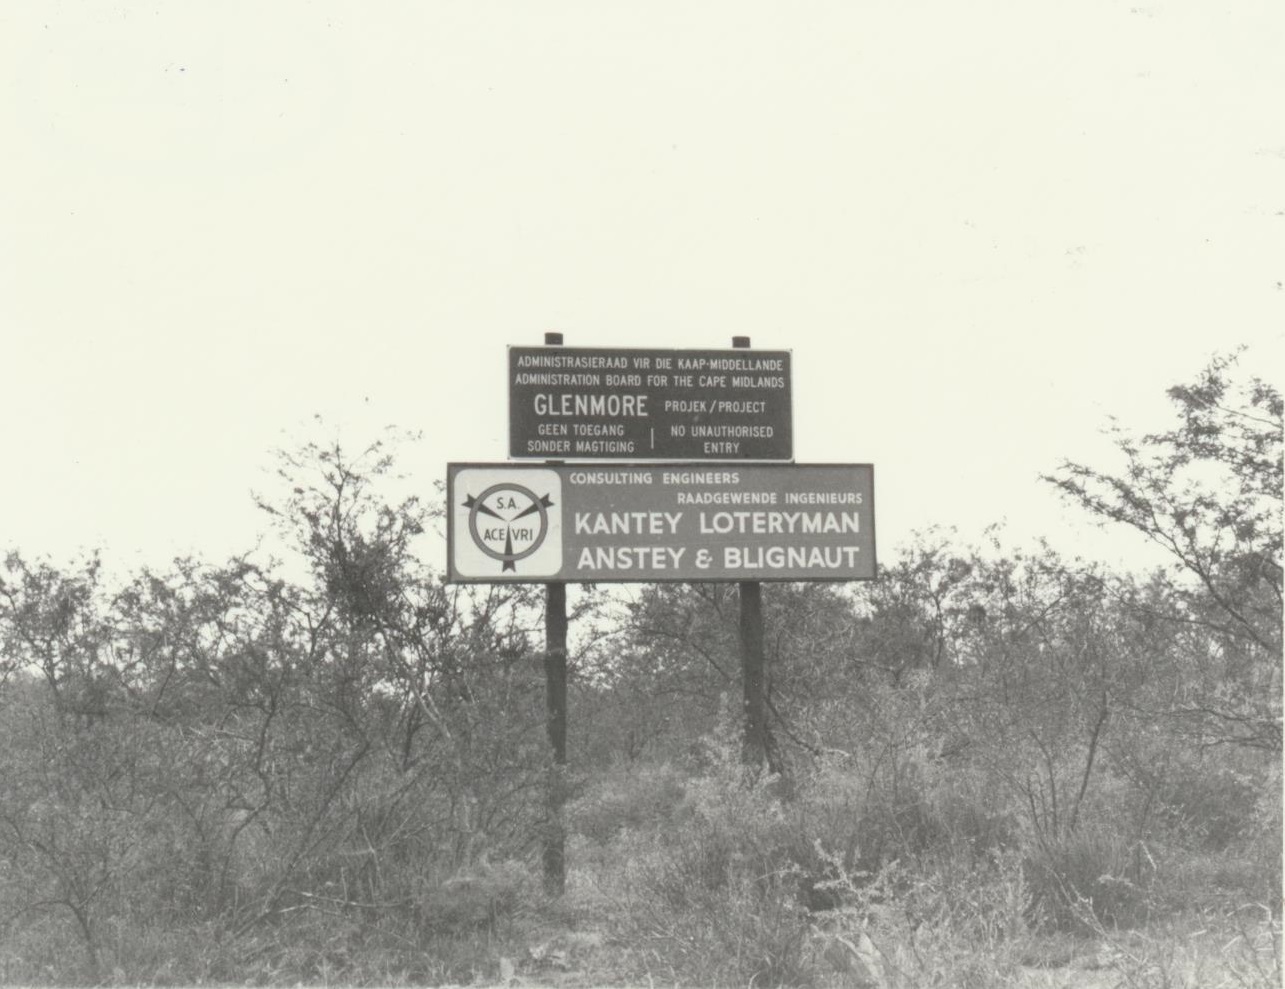 ADMINISTRASIERAAD VIR DIE KAAP-MIDDELLANDE
ADMINISTRATION BOARD FOR THE CAPE MIDLANDS
GLENMORE PROJEK/PROJECT
GEEN TOEGANG
SONDER MAGTIGING
NO UNAUTHORISED
ENTRY
S.A.
ACE VRI
CONSULTING ENGINEERS
RAADGEWENDE INGENIEURS
KANTEY LOTERYMAN
ANSTEY & BLIGNAUT